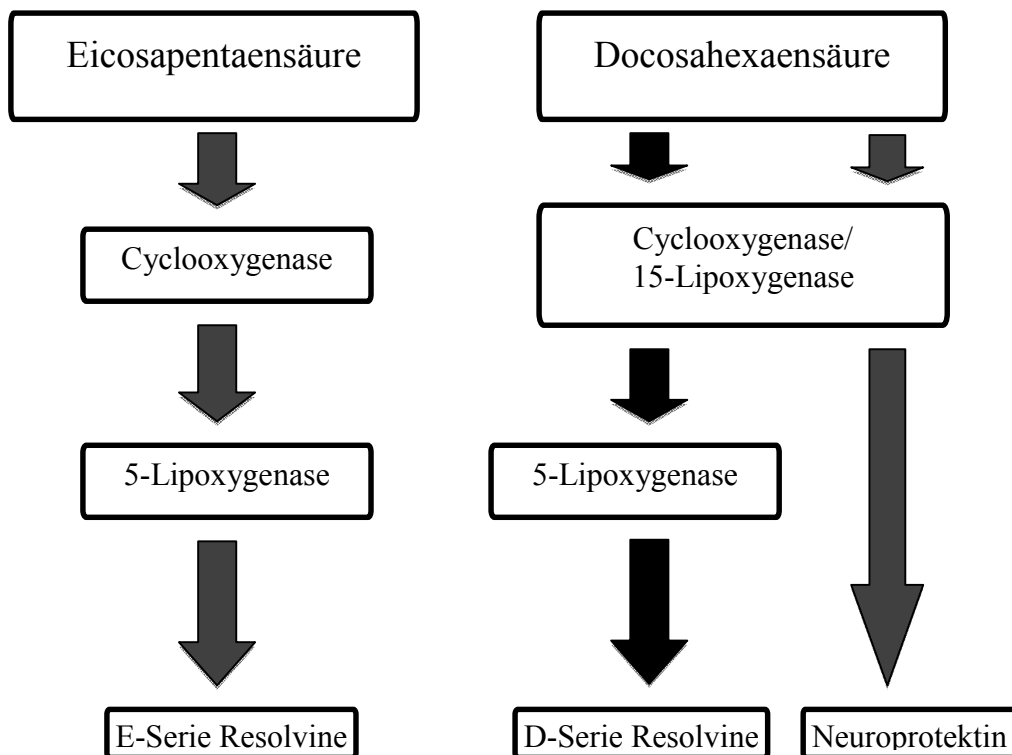 Eicosapentaensäure
Docosahexaensäure
Cyclooxygenase
Cyclooxygenase/
15-Lipoxygenase
5-Lipoxygenase
5-Lipoxygenase
E-Serie Resolvine
D-Serie Resolvine
Neuroprotektin